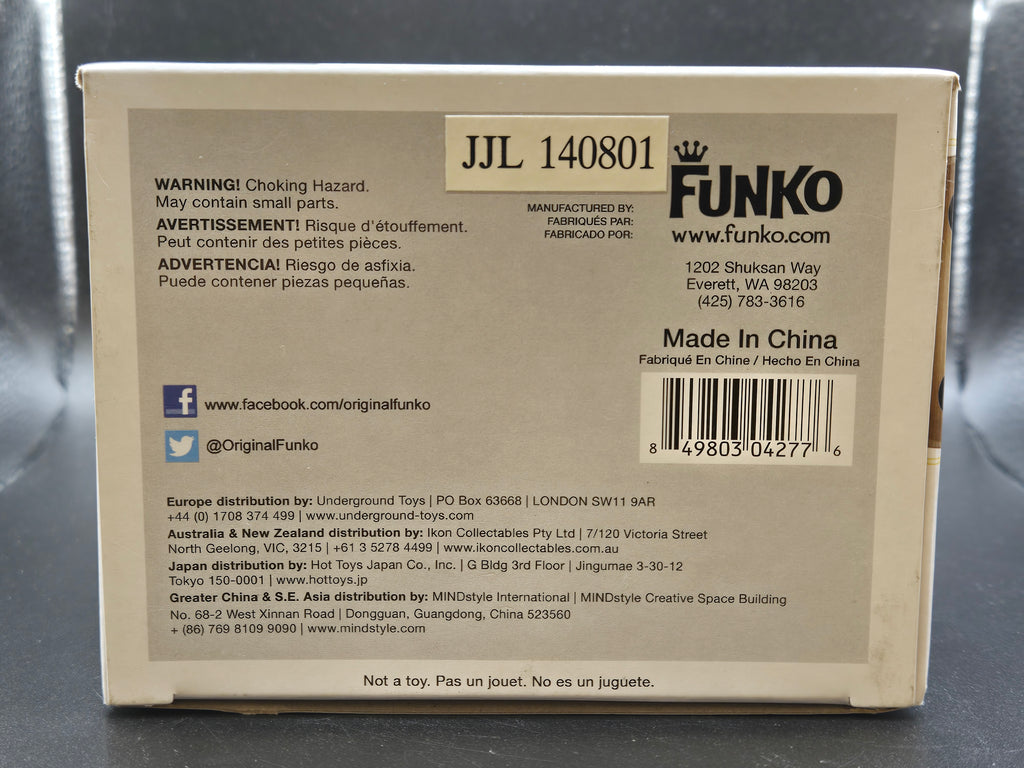 JJL 140801
WARNING! Choking Hazard.
May contain small parts.
AVERTISSEMENT! Risque d'étouffement.
Peut contenir des petites pièces.
ADVERTENCIA! Riesgo de asfixia.
Puede contener piezas pequeñas.
MANUFACTURED BY:
FABRIQUÉS PAR:
FABRICADO POR:
FUNKO
www.funko.com
1202 Shuksan Way
Everett, WA 98203
(425) 783-3616
Made In China
Fabriqué En Chine / Hecho En China
8 49803 04277 6
f www.facebook.com/originalfunko
@OriginalFunko
Europe distribution by: Underground Toys | PO Box 63668 | LONDON SW11 9AR
+44 (0) 1708 374 499 | www.underground-toys.com
Australia & New Zealand distribution by: Ikon Collectables Pty Ltd | 7/120 Victoria Street
North Geelong, VIC, 3215 | +61 3 5278 4499 | www.ikoncollectables.com.au
Japan distribution by: Hot Toys Japan Co., Inc. | G Bldg 3rd Floor | Jingumae 3-30-12
Tokyo 150-0001 | www.hottoys.jp
Greater China & S.E. Asia distribution by: MINDstyle International | MINDstyle Creative Space Building
No. 68-2 West Xinnan Road | Dongguan, Guangdong, China 523560
+ (86) 769 8109 9090 | www.mindstyle.com
Not a toy. Pas un jouet. No es un juguete.